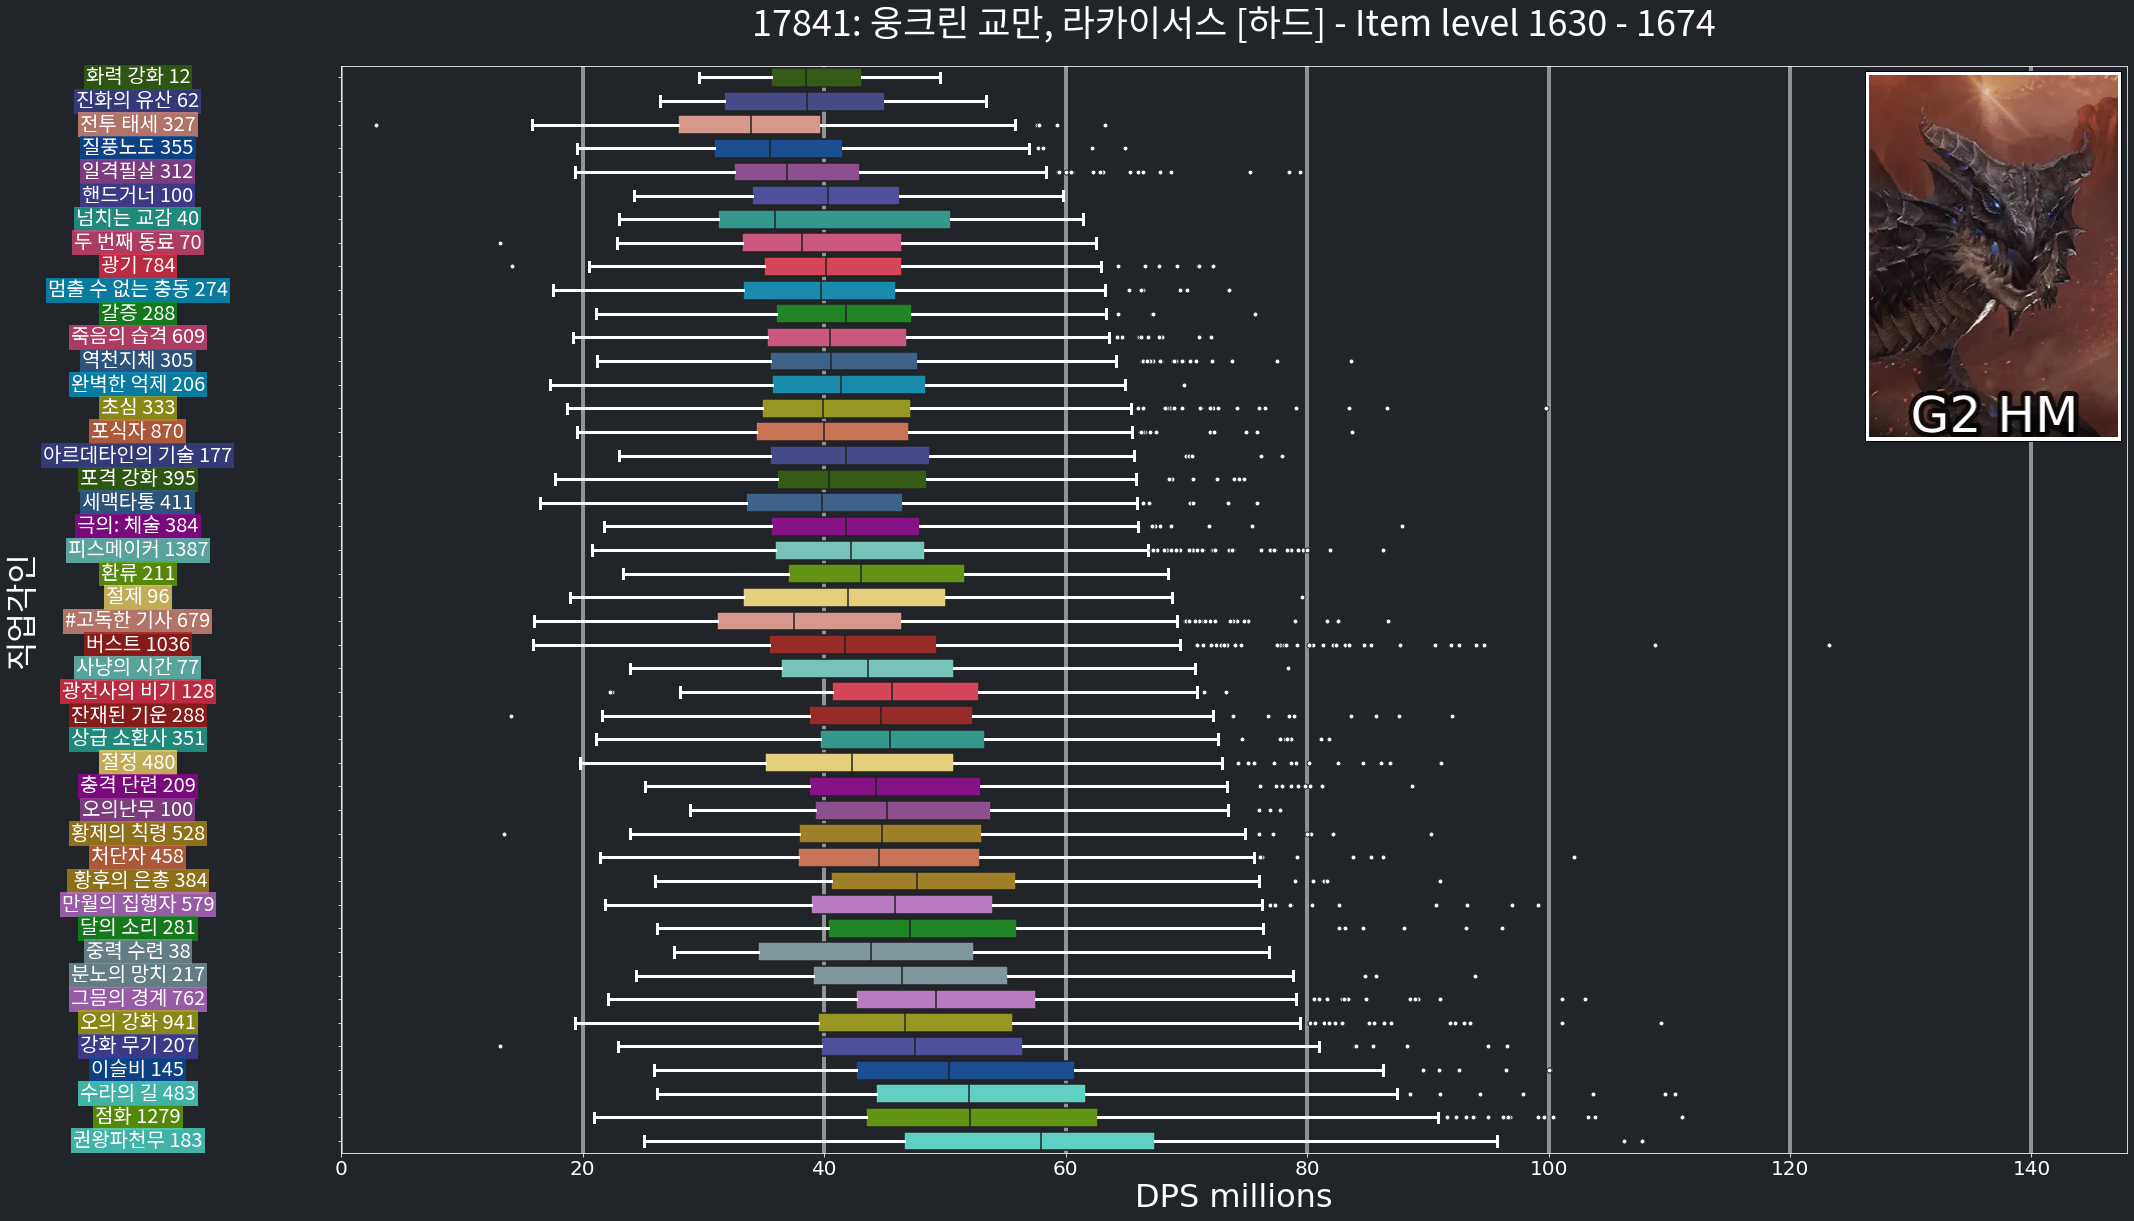 17841: 웅크린 교만, 라카이서스 [하드] - Item level 1630 - 1674
직업각인
화력 강화 12
진화의 유산 62
전투 태세 327
질풍노도 355
일격필살 312
핸드거너 100
넘치는 교감 40
두 번째 동료 70
광기 784
멈출 수 없는 충동 274
갈증 288
죽음의 습격 609
역천지체 305
완벽한 억제 206
초심 333
포식자 870
아르데타인의 기술 177
포격 강화 395
세맥타통 411
극의: 체술 384
피스메이커 1387
환류 211
절제 96
#고독한 기사 679
버스트 1036
사냥의 시간 77
광전사의 비기 128
잔재된 기운 288
상급 소환사 351
절정 480
충격 단련 209
오의난무 100
황제의 칙령 528
처단자 458
황후의 은총 384
만월의 집행자 579
달의 소리 281
중력 수련 38
분노의 망치 217
그믐의 경계 762
오의 강화 941
강화 무기 207
이슬비 145
수라의 길 483
점화 1279
권왕파천무 183
G2 HM
0 20 40 60 80 100 120 140
DPS millions